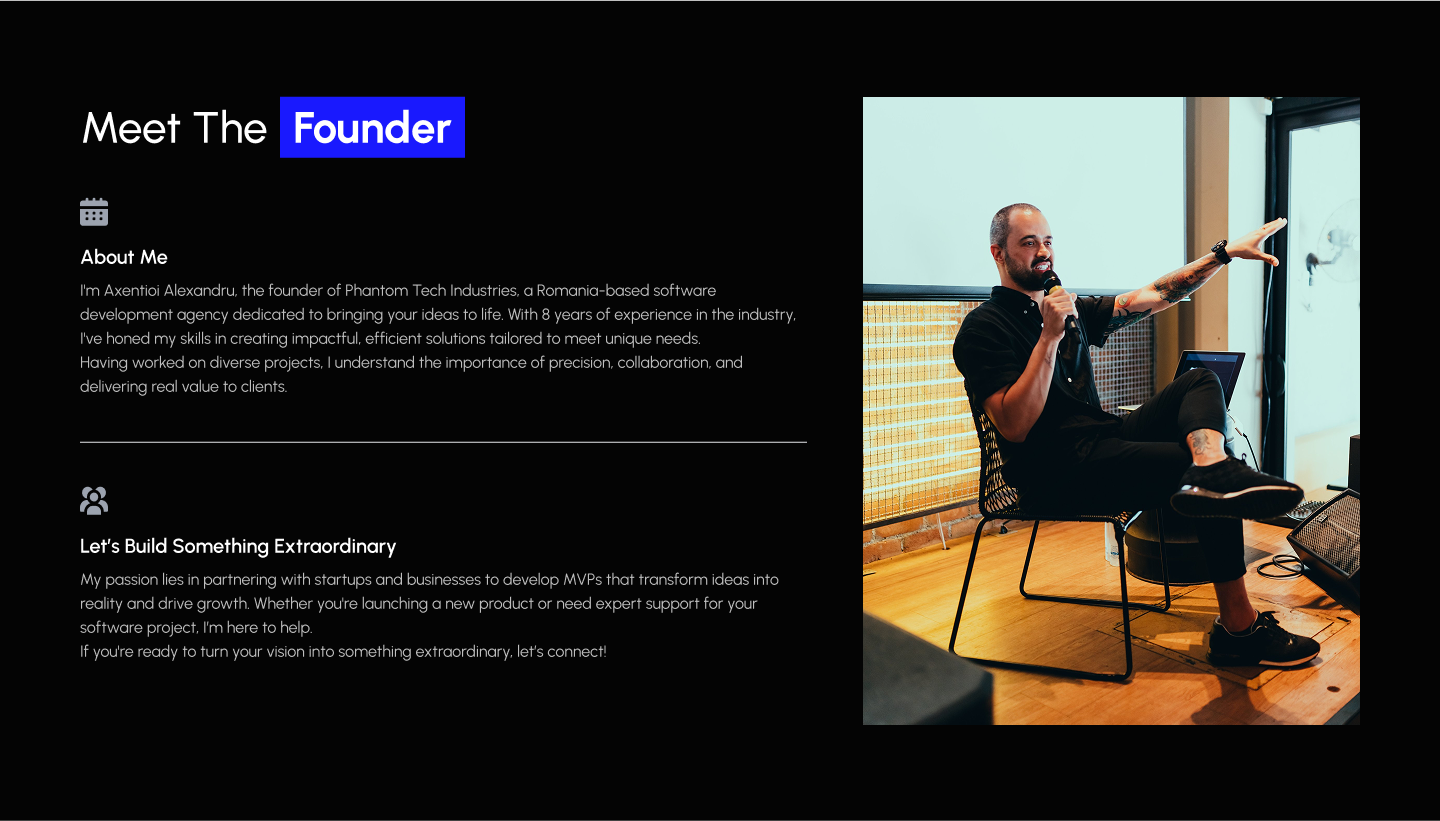 Meet The Founder
About Me
I'm Axentioi Alexandru, the founder of Phantom Tech Industries, a Romania-based software
development agency dedicated to bringing your ideas to life. With 8 years of experience in the industry,
I've honed my skills in creating impactful, efficient solutions tailored to meet unique needs.
Having worked on diverse projects, I understand the importance of precision, collaboration, and
delivering real value to clients.
Let’s Build Something Extraordinary
My passion lies in partnering with startups and businesses to develop MVPs that transform ideas into
reality and drive growth. Whether you're launching a new product or need expert support for your
software project, I'm here to help.
If you're ready to turn your vision into something extraordinary, let's connect!